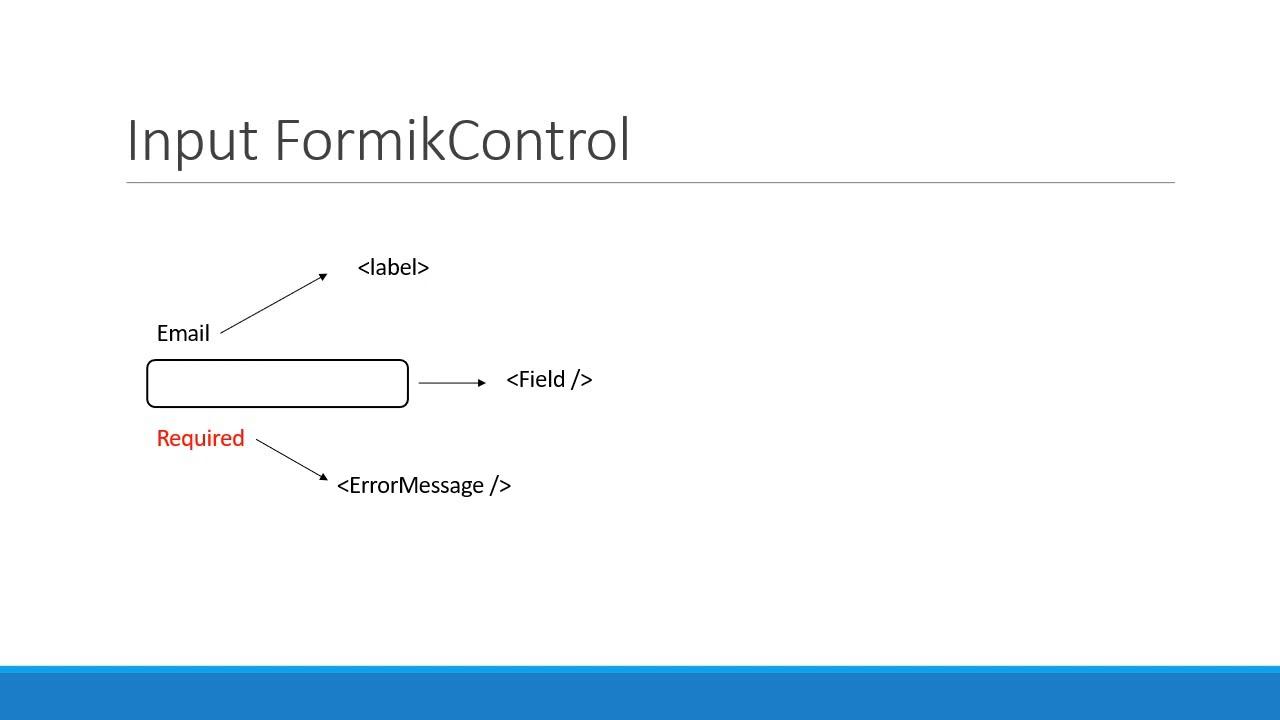 Input FormikControl
<label>
Email
<Field />
Required
<ErrorMessage />